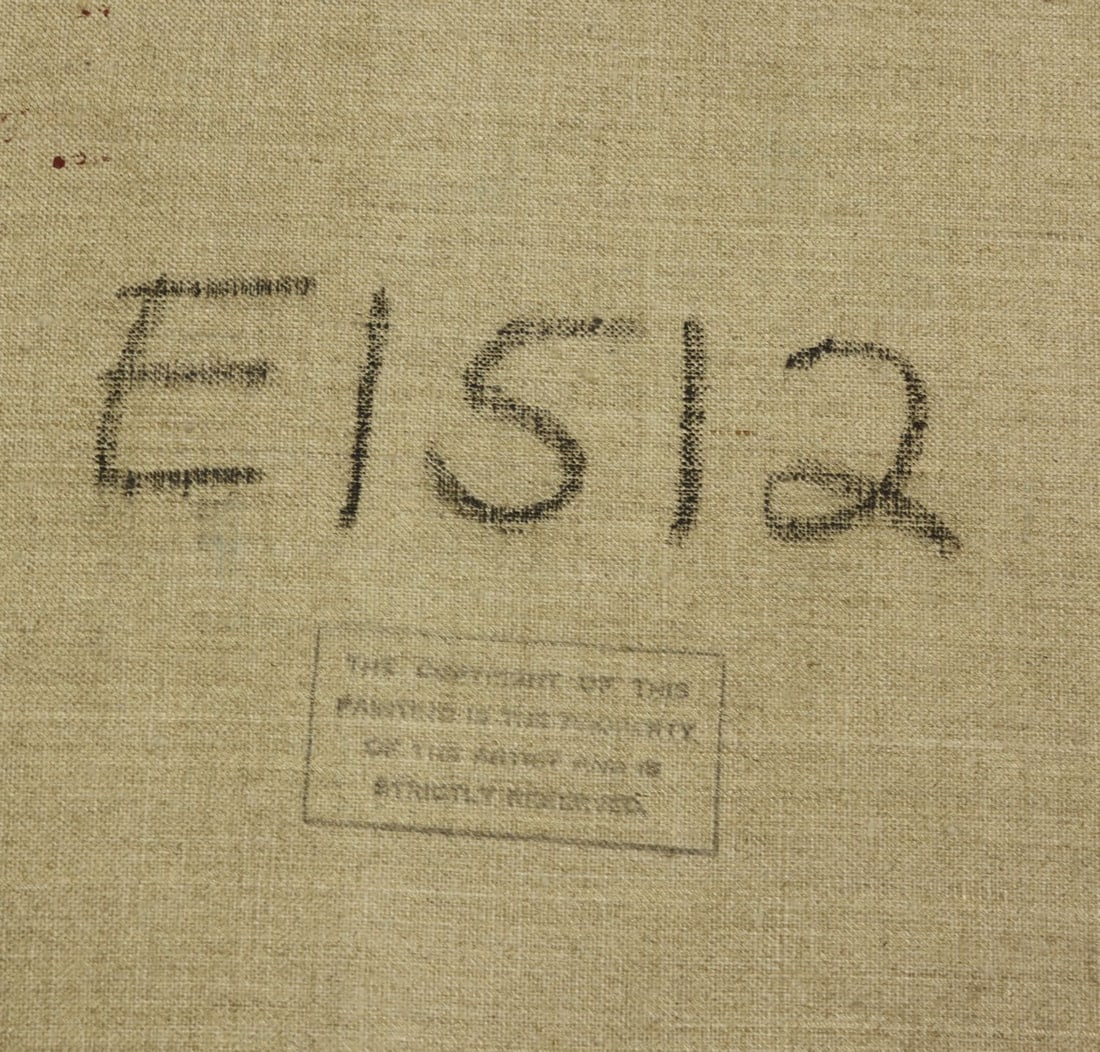 E1512
THE COPYRIGHT OF THIS
PAINTING IS THE PROPERTY
OF THE ARTIST AND IS
STRICTLY RESERVED.